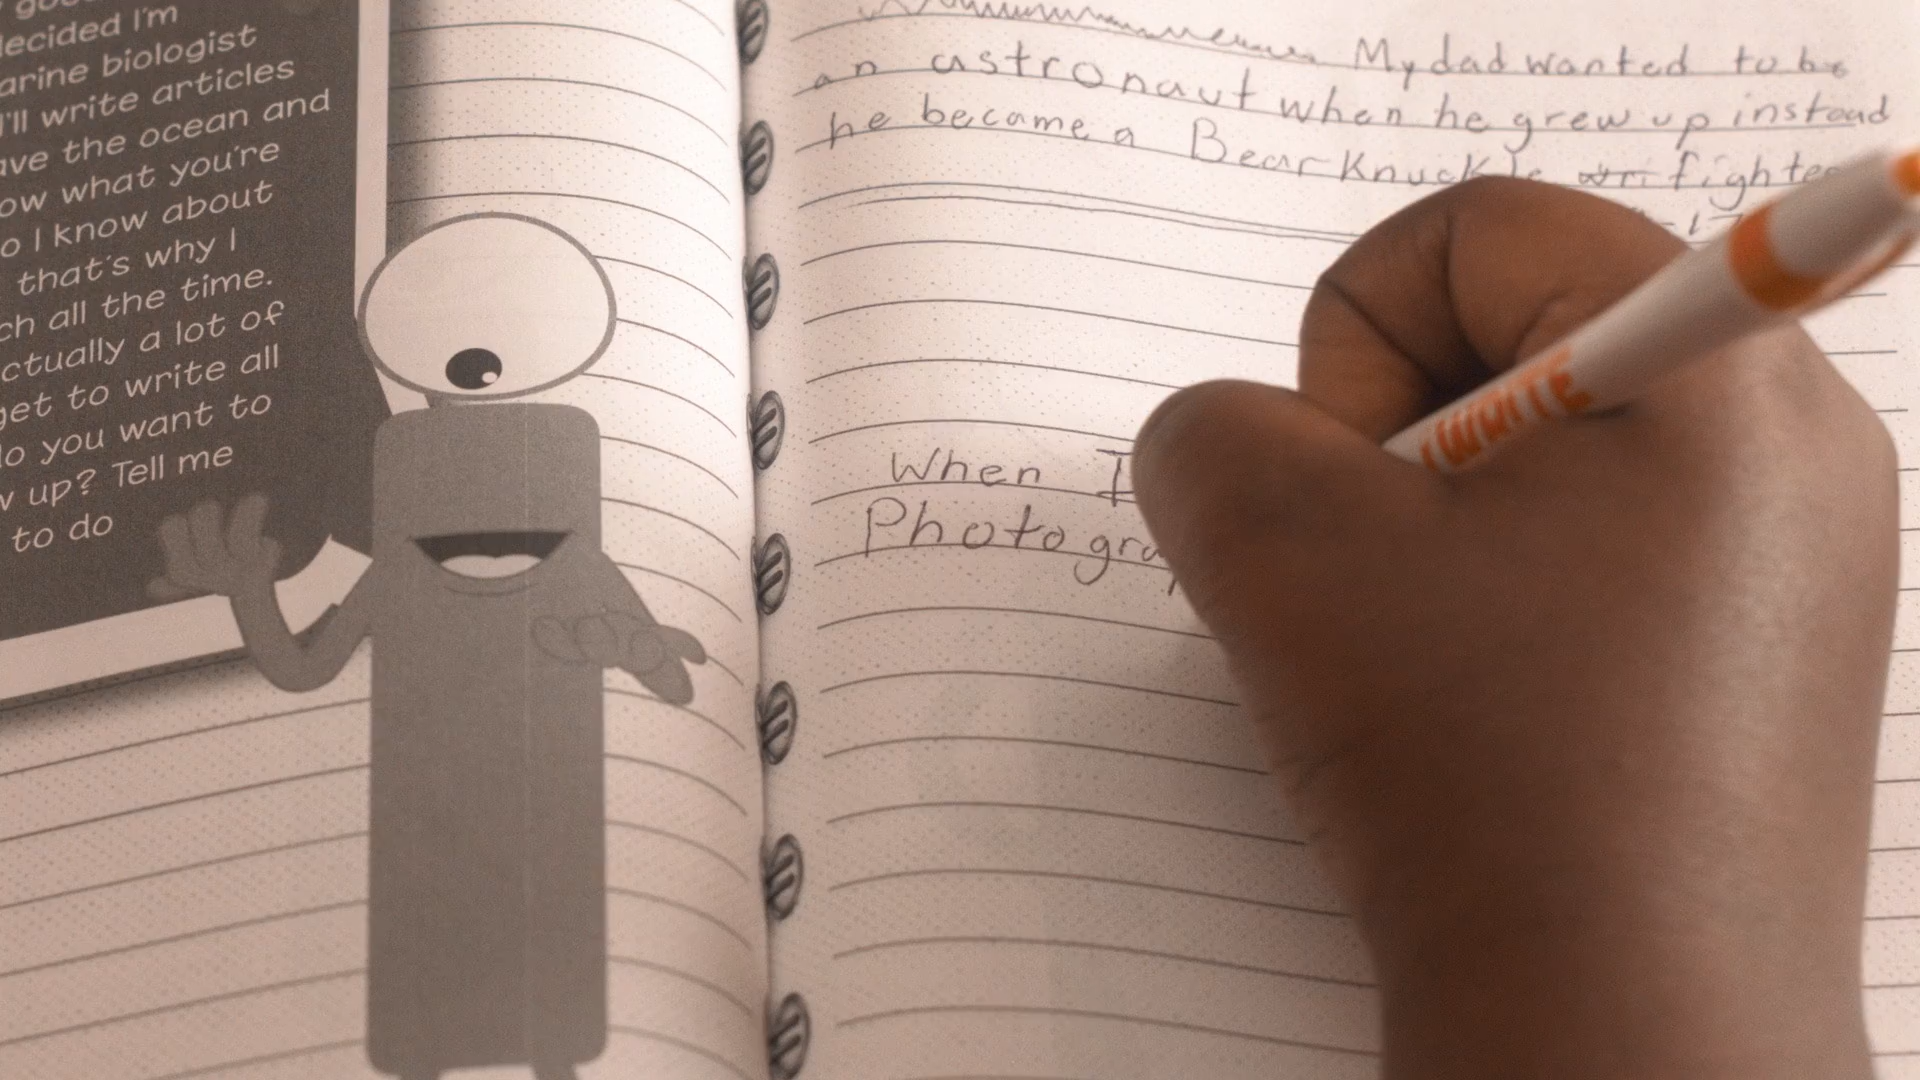 decided I'm
arine biologist
I'll write articles
ave the ocean and
ow what you're
o I know about
that's why I
ch all the time.
ctually a lot of
get to write all
do you want to
w up? Tell me
to do
My dad wanted to be
an astronaut when he grew up instead
he became a Bear Knuckle fighter
When I
Photogra
WRITE